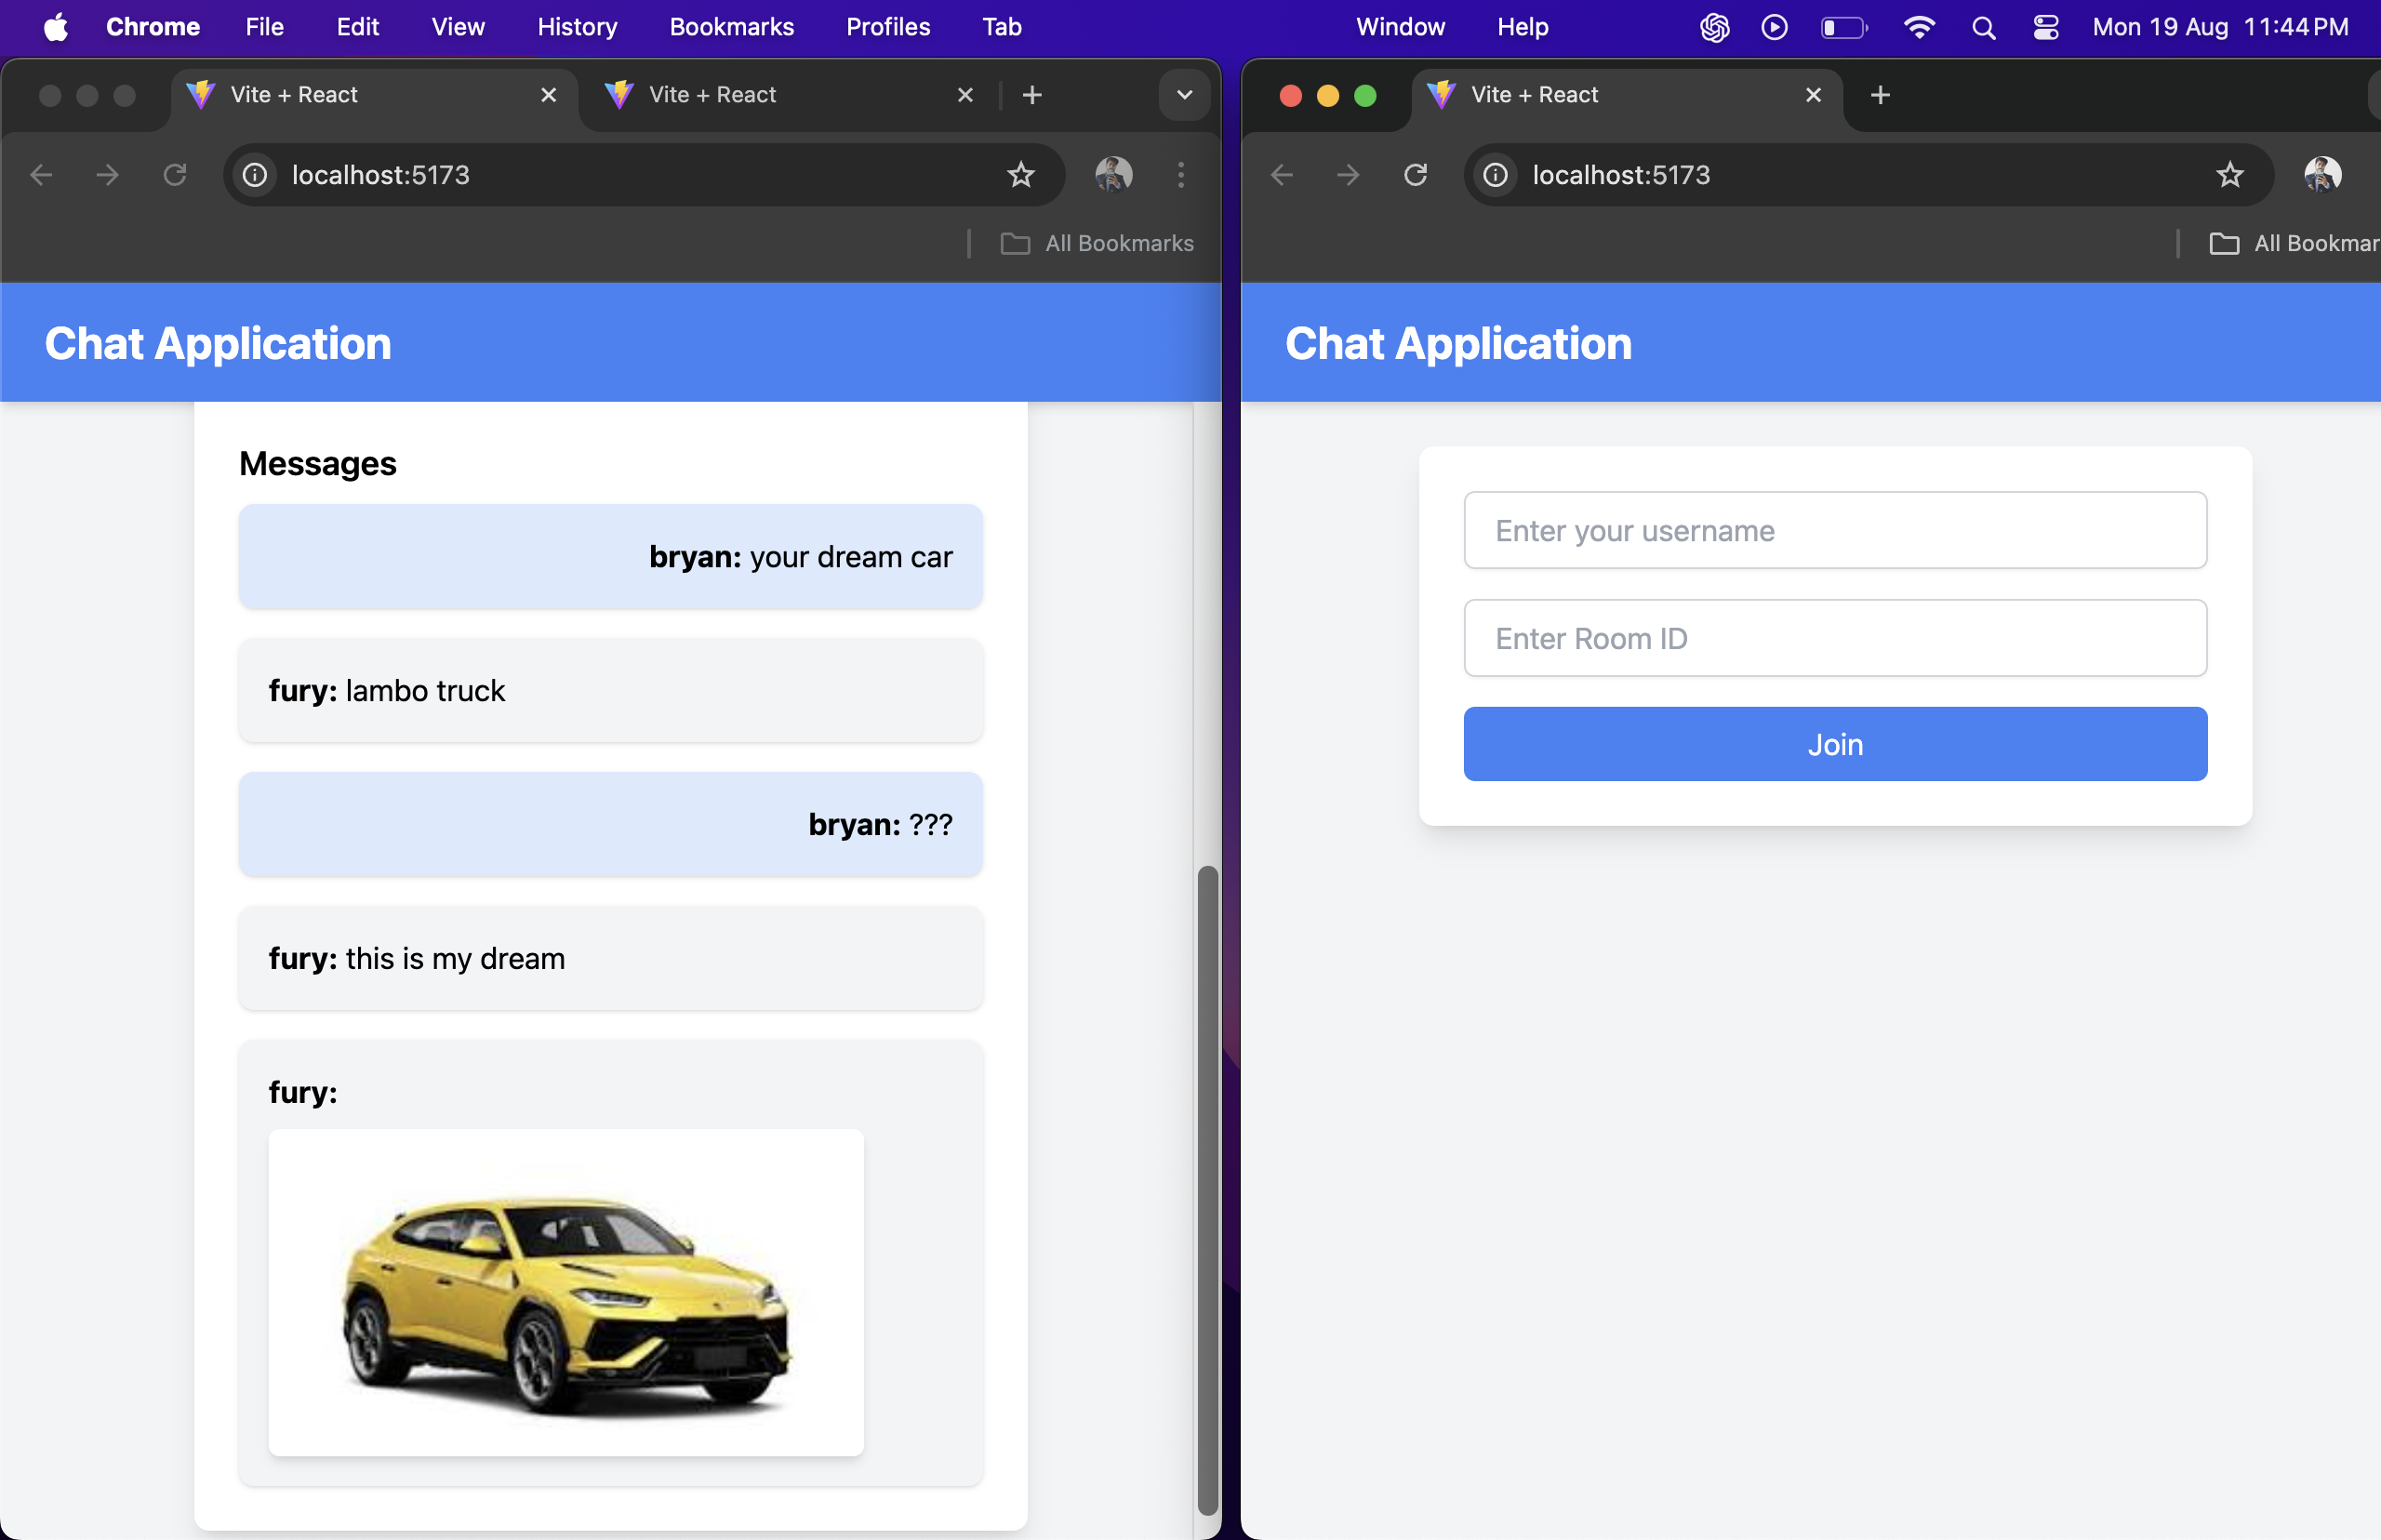 Chrome File Edit View History Bookmarks Profiles Tab Window Help Mon 19 Aug 11:44 PM
Vite + React
Vite + React
localhost:5173
All Bookmarks
Chat Application
Messages
bryan: your dream car
fury: lambo truck
bryan: ???
fury: this is my dream
fury:
Vite + React
localhost:5173
All Bookmar
Chat Application
Enter your username
Enter Room ID
Join